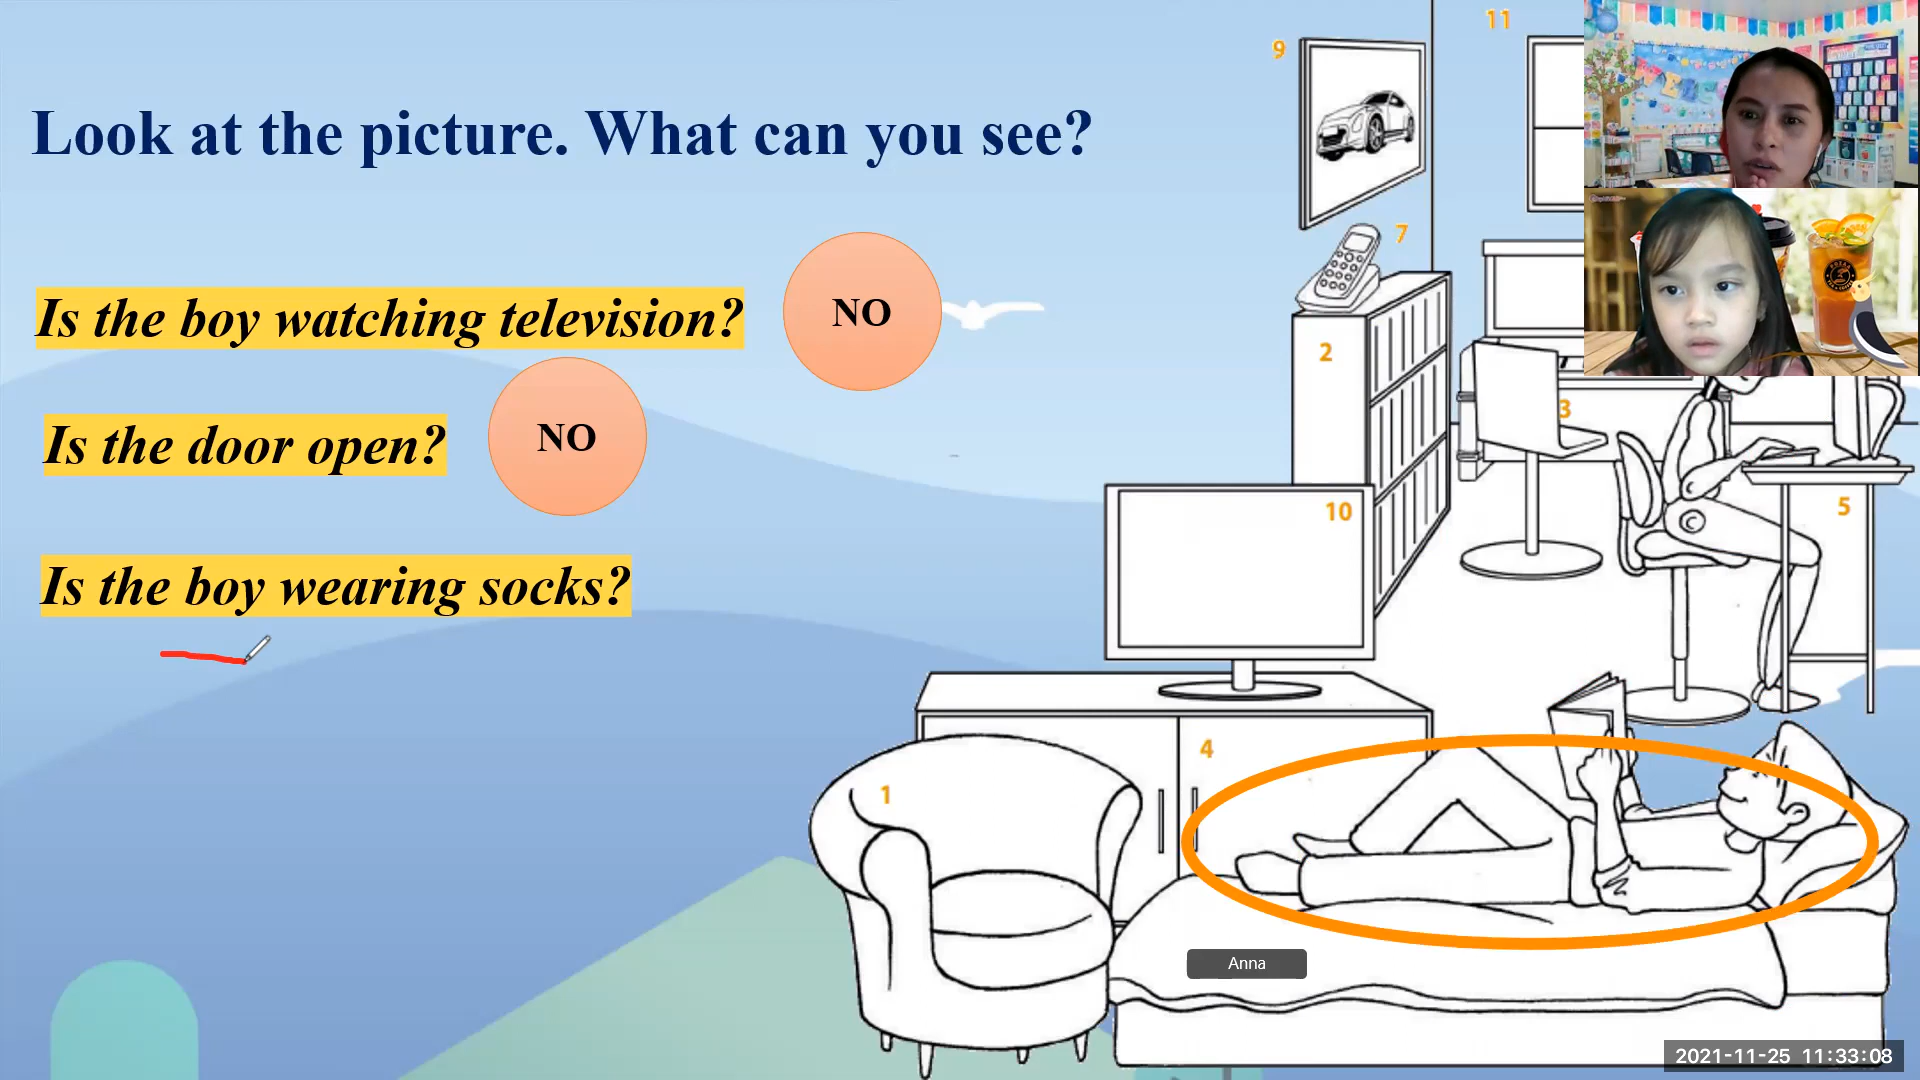 Look at the picture. What can you see?
Is the boy watching television?
NO
Is the door open?
NO
Is the boy wearing socks?
9
11
7
2
3
10
5
4
1
Anna
2021-11-25 11:33:08